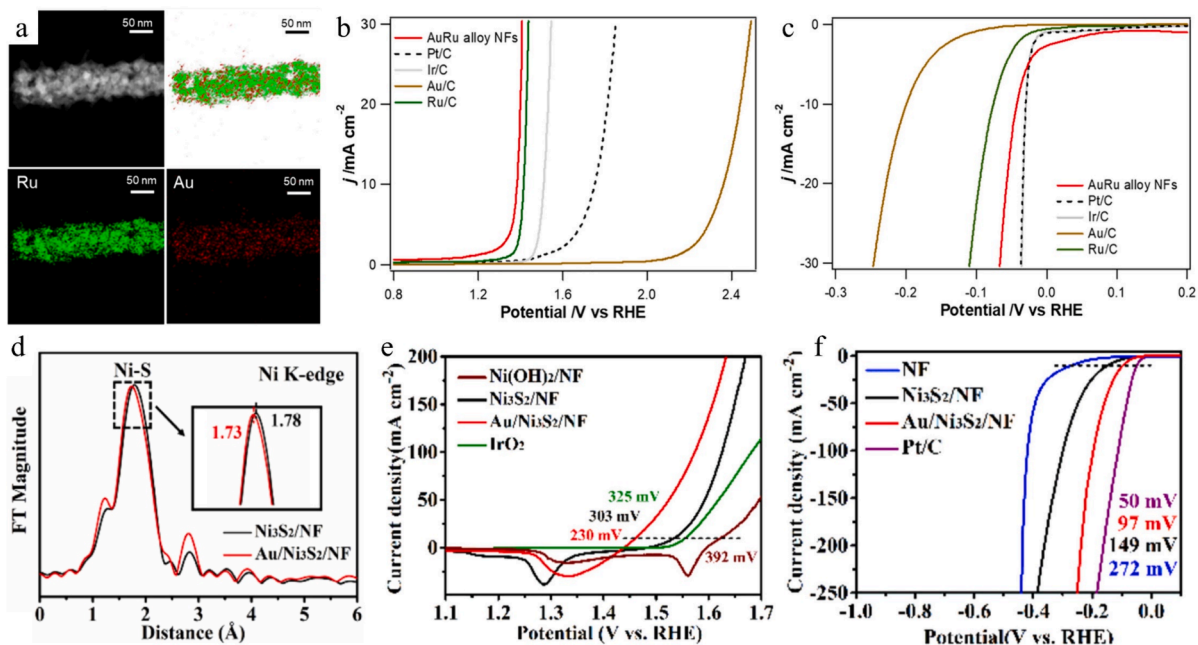 a
50 nm
50 nm
Ru
50 nm
Au
50 nm
b
30
20
10
0
0.8
1.2
1.6
2.0
2.4
j /mA cm⁻²
Potential /V vs RHE
AuRu alloy NFs
Pt/C
Ir/C
Au/C
Ru/C
c
0
-10
-20
-30
-0.3
-0.2
-0.1
0.0
0.1
0.2
j /mA cm⁻²
Potential /V vs RHE
AuRu alloy NFs
Pt/C
Ir/C
Au/C
Ru/C
d
Ni-S
Ni K-edge
1.73
1.78
Ni₃S₂/NF
Au/Ni₃S₂/NF
FT Magnitude
0
1
2
3
4
5
6
Distance (Å)
e
200
150
100
50
0
-50
Current density(mA cm⁻²)
Ni(OH)₂/NF
Ni₃S₂/NF
Au/Ni₃S₂/NF
IrO₂
325 mV
303 mV
230 mV
392 mV
1.1
1.2
1.3
1.4
1.5
1.6
1.7
Potential (V vs. RHE)
f
0
-50
-100
-150
-200
-250
Current density (mA cm⁻²)
NF
Ni₃S₂/NF
Au/Ni₃S₂/NF
Pt/C
50 mV
97 mV
149 mV
272 mV
-1.0
-0.8
-0.6
-0.4
-0.2
0.0
Potential(V vs. RHE)